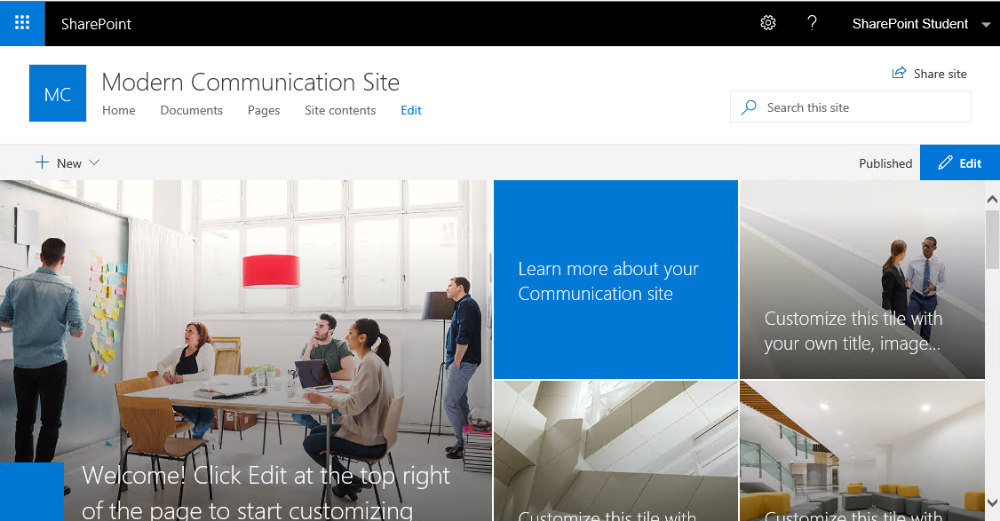 SharePoint
?
SharePoint Student
MC
Modern Communication Site
Share site
Home Documents Pages Site contents Edit
Search this site
New
Published
Edit
Learn more about your
Communication site
Customize this tile with
your own title, image...
Welcome! Click Edit at the top right
of the page to start customizing
Customize this tile with
Customize this tile with